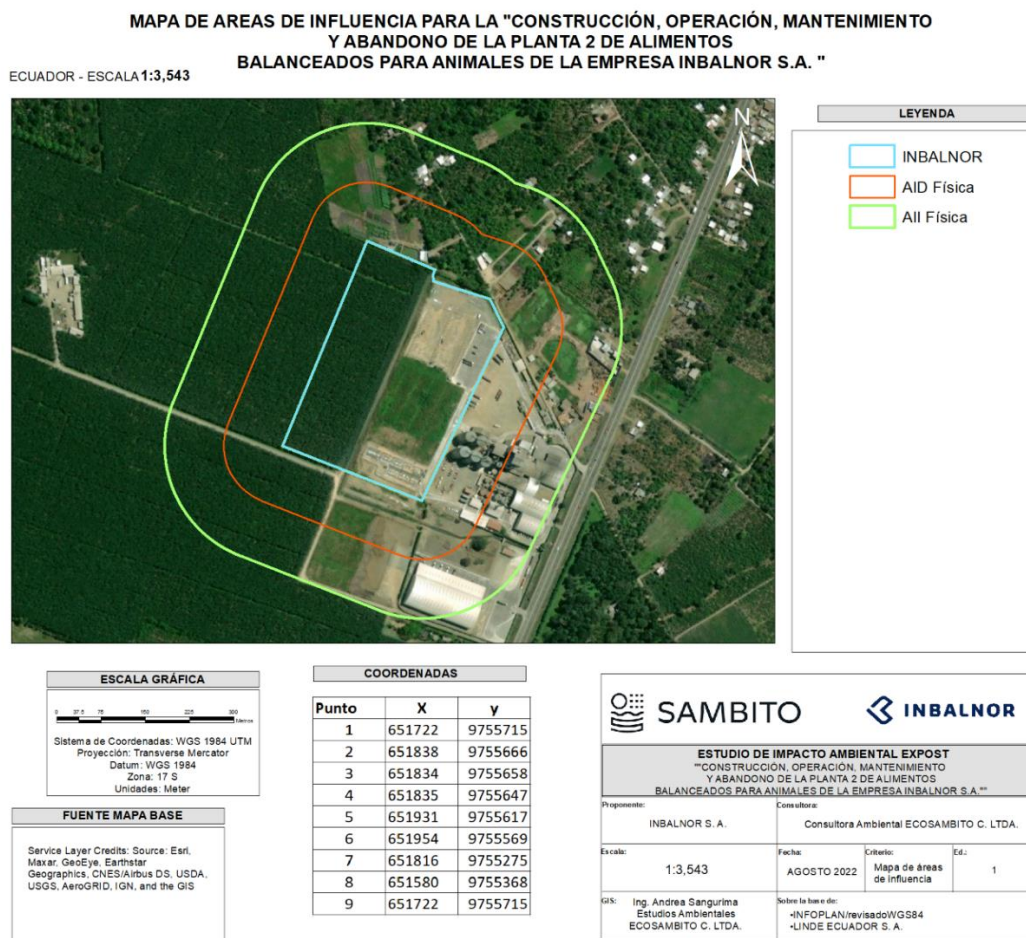 MAPA DE AREAS DE INFLUENCIA PARA LA "CONSTRUCCIÓN, OPERACIÓN, MANTENIMIENTO
Y ABANDONO DE LA PLANTA 2 DE ALIMENTOS
BALANCEADOS PARA ANIMALES DE LA EMPRESA INBALNOR S.A. "
ECUADOR - ESCALA 1:3,543
N
LEYENDA
INBALNOR
AID Física
AII Física
ESCALA GRÁFICA
0 37.5 75 150 225 300
Metros
Sistema de Coordenadas: WGS 1984 UTM
Proyección: Transverse Mercator
Datum: WGS 1984
Zona: 17 S
Unidades: Meter
FUENTE MAPA BASE
Service Layer Credits: Source: Esri,
Maxar, GeoEye, Earthstar
Geographics, CNES/Airbus DS, USDA,
USGS, AeroGRID, IGN, and the GIS
COORDENADAS
Punto X y
1 651722 9755715
2 651838 9755666
3 651834 9755658
4 651835 9755647
5 651931 9755617
6 651954 9755569
7 651816 9755275
8 651580 9755368
9 651722 9755715
SAMBITO
INBALNOR
ESTUDIO DE IMPACTO AMBIENTAL EXPOST
""CONSTRUCCIÓN, OPERACIÓN, MANTENIMIENTO
Y ABANDONO DE LA PLANTA 2 DE ALIMENTOS
BALANCEADOS PARA ANIMALES DE LA EMPRESA INBALNOR S.A.""
Proponente:
INBALNOR S. A.
Consultora:
Consultora Ambiental ECOSAMBITO C. LTDA.
Escala:
1:3,543
Fecha:
AGOSTO 2022
Criterio:
Mapa de áreas
de influencia
Ed.:
1
GIS: Ing. Andrea Sangurima
Estudios Ambientales
ECOSAMBITO C. LTDA.
Sobre la base de:
-INFOPLAN/revisadoWGS84
-LINDE ECUADOR S. A.